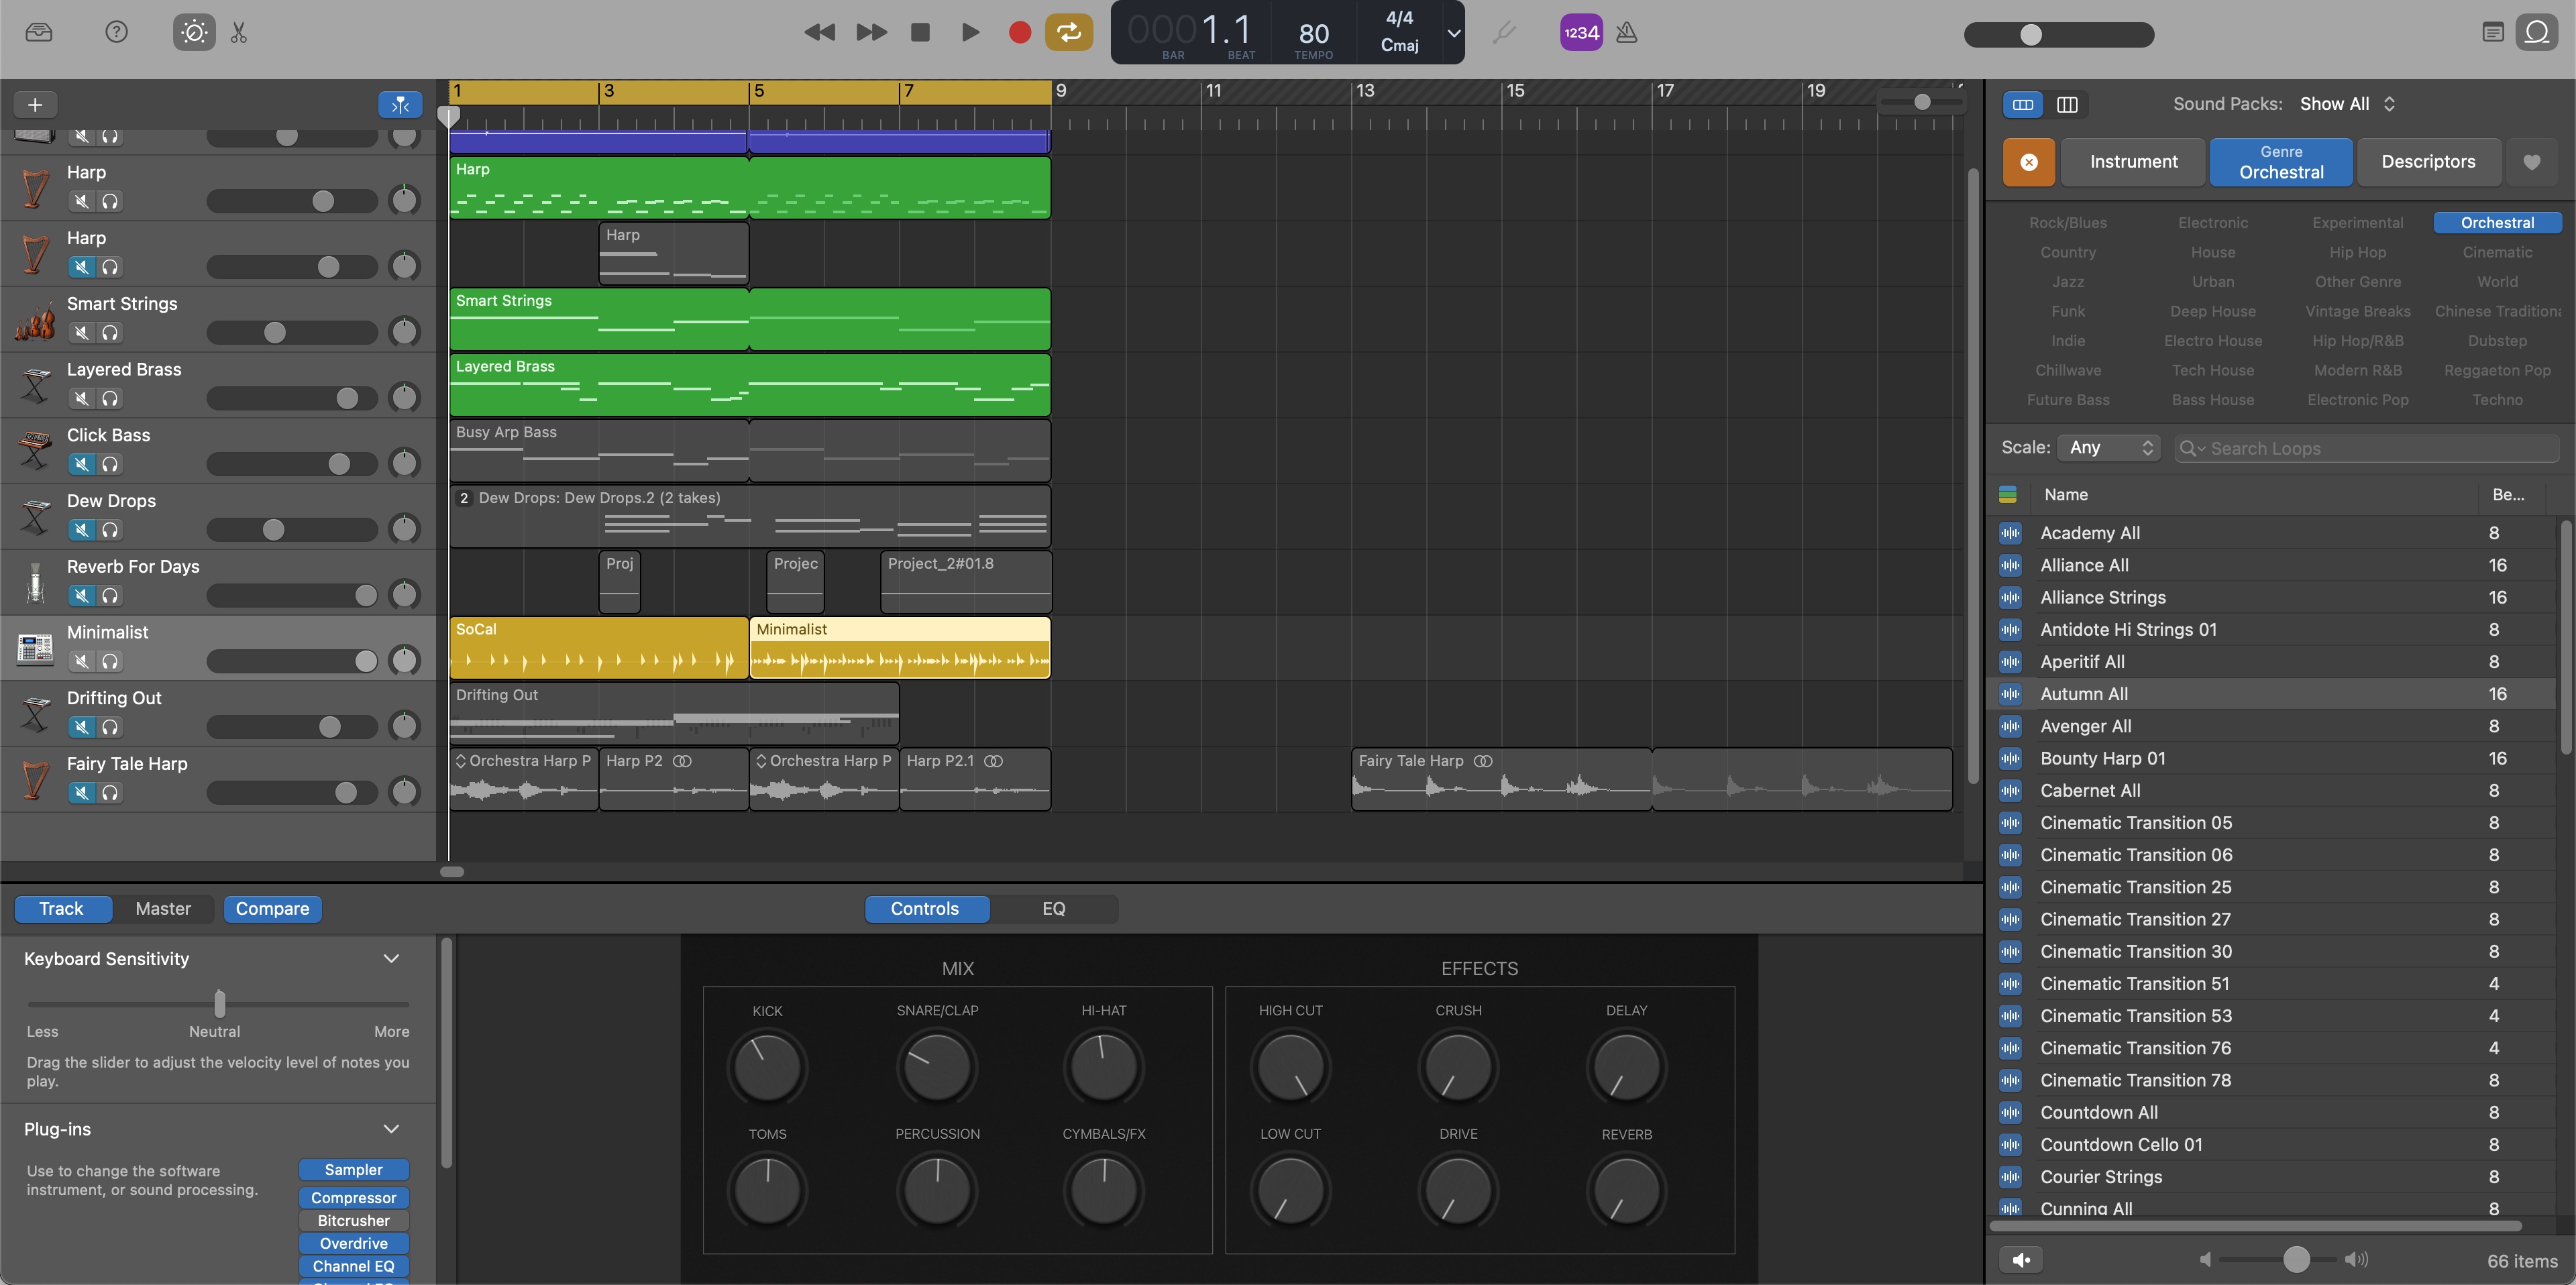 0001.1
BAR
BEAT
80
TEMPO
4/4
Cmaj
1234
1
3
5
7
9
11
13
15
17
19
Harp
Harp
Smart Strings
Layered Brass
Click Bass
Dew Drops
Reverb For Days
Minimalist
Drifting Out
Fairy Tale Harp
Harp
Harp
Smart Strings
Layered Brass
Busy Arp Bass
2 Dew Drops: Dew Drops.2 (2 takes)
Proj
Projec
Project_2#01.8
SoCal
Minimalist
Drifting Out
Orchestra Harp P
Harp P2
Orchestra Harp P
Harp P2.1
Fairy Tale Harp
Track
Master
Compare
Controls
EQ
Keyboard Sensitivity
Less
Neutral
More
Drag the slider to adjust the velocity level of notes you
play.
Plug-ins
Use to change the software
instrument, or sound processing.
Sampler
Compressor
Bitcrusher
Overdrive
Channel EQ
MIX
KICK
SNARE/CLAP
HI-HAT
TOMS
PERCUSSION
CYMBALS/FX
EFFECTS
HIGH CUT
CRUSH
DELAY
LOW CUT
DRIVE
REVERB
Sound Packs: Show All
Instrument
Genre
Orchestral
Descriptors
Rock/Blues Electronic Experimental Orchestral
Country House Hip Hop Cinematic
Jazz Urban Other Genre World
Funk Deep House Vintage Breaks Chinese Traditiona
Indie Electro House Hip Hop/R&B Dubstep
Chillwave Tech House Modern R&B Reggaeton Pop
Future Bass Bass House Electronic Pop Techno
Scale: Any
Search Loops
Name Be...
Academy All 8
Alliance All 16
Alliance Strings 16
Antidote Hi Strings 01 8
Aperitif All 8
Autumn All 16
Avenger All 8
Bounty Harp 01 16
Cabernet All 8
Cinematic Transition 05 8
Cinematic Transition 06 8
Cinematic Transition 25 8
Cinematic Transition 27 8
Cinematic Transition 30 8
Cinematic Transition 51 4
Cinematic Transition 53 4
Cinematic Transition 76 4
Cinematic Transition 78 8
Countdown All 8
Countdown Cello 01 8
Courier Strings 8
Cunning All 8
66 items